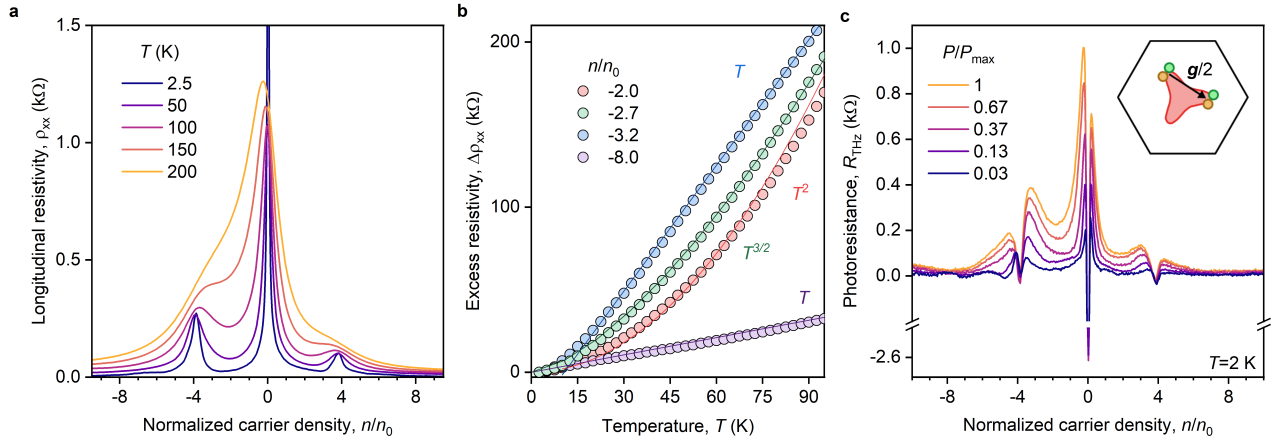 a
1.5
1.0
0.5
0.0
Longitudinal resistivity, ρxx (kΩ)
T (K)
2.5
50
100
150
200
-8
-4
0
4
8
Normalized carrier density, n/n0
b
200
100
0
Excess resistivity, Δρxx (kΩ)
n/n0
-2.0
-2.7
-3.2
-8.0
T
T2
T3/2
T
0
15
30
45
60
75
90
Temperature, T (K)
c
1.0
0.8
0.6
0.4
0.2
0.0
-2.6
Photoresistance, RTHz (kΩ)
P/Pmax
1
0.67
0.37
0.13
0.03
g/2
T=2 K
-8
-4
0
4
8
Normalized carrier density, n/n0